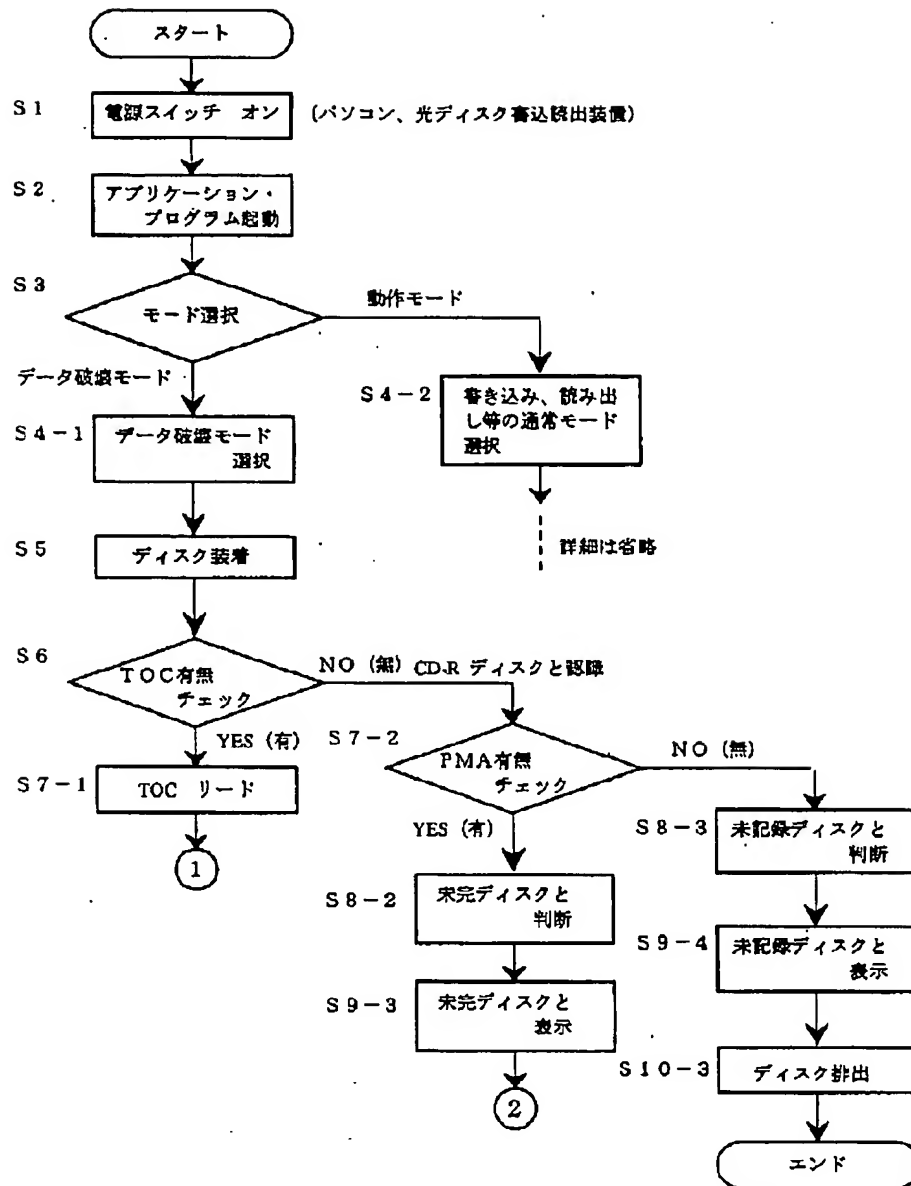 スタート
S1
電源スイッチ オン
(パソコン、光ディスク書込読出装置)
S2
アプリケーション・
プログラム起動
S3
モード選択
動作モード
データ破壊モード
S4-1
データ破壊モード
選択
S4-2
書き込み、読み出
し等の通常モード
選択
詳細は省略
S5
ディスク装着
S6
TOC有無
チェック
NO (無) CD-R ディスクと認識
YES (有)
S7-1
TOC リード
1
S7-2
PMA有無
チェック
NO (無)
YES (有)
S8-2
未完ディスクと
判断
S9-3
未完ディスクと
表示
2
S8-3
未記録ディスクと
判断
S9-4
未記録ディスクと
表示
S10-3
ディスク排出
エンド